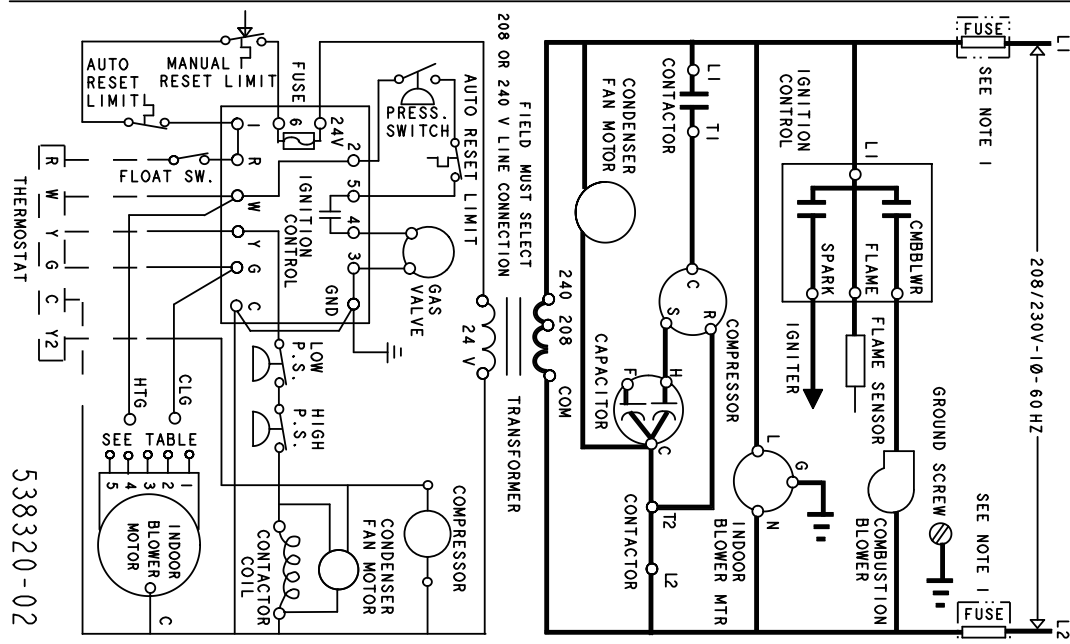 FUSE
L1
SEE NOTE 1
208/230V-1Ø-60HZ
SEE NOTE 1
FUSE
L2
IGNITION
CONTROL
L1
SPARK
FLAME
CMBBLWR
IGNITER
FLAME SENSOR
GROUND SCREW
COMBUSTION
BLOWER
L
G
N
INDOOR
BLOWER MTR
L1
CONTACTOR
T1
CONDENSER
FAN MOTOR
C
S
R
COMPRESSOR
F
H
C
CAPACITOR
T2
CONTACTOR
L2
208 OR 240 V LINE CONNECTION
FIELD MUST SELECT
240
208
COM
24 V
TRANSFORMER
MANUAL
RESET LIMIT
AUTO
RESET
LIMIT
FUSE
PRESS.
SWITCH
AUTO RESET LIMIT
6
24V
1
R
W
Y
G
C
2
5
4
3
GND
IGNITION
CONTROL
GAS
VALVE
FLOAT SW.
THERMOSTAT
R
W
Y
G
C
Y2
LOW
P.S.
HIGH
P.S.
HTG
CLG
SEE TABLE
5
4
3
2
1
INDOOR
BLOWER
MOTOR
C
CONTACTOR
COIL
CONDENSER
FAN MOTOR
COMPRESSOR
538320-02